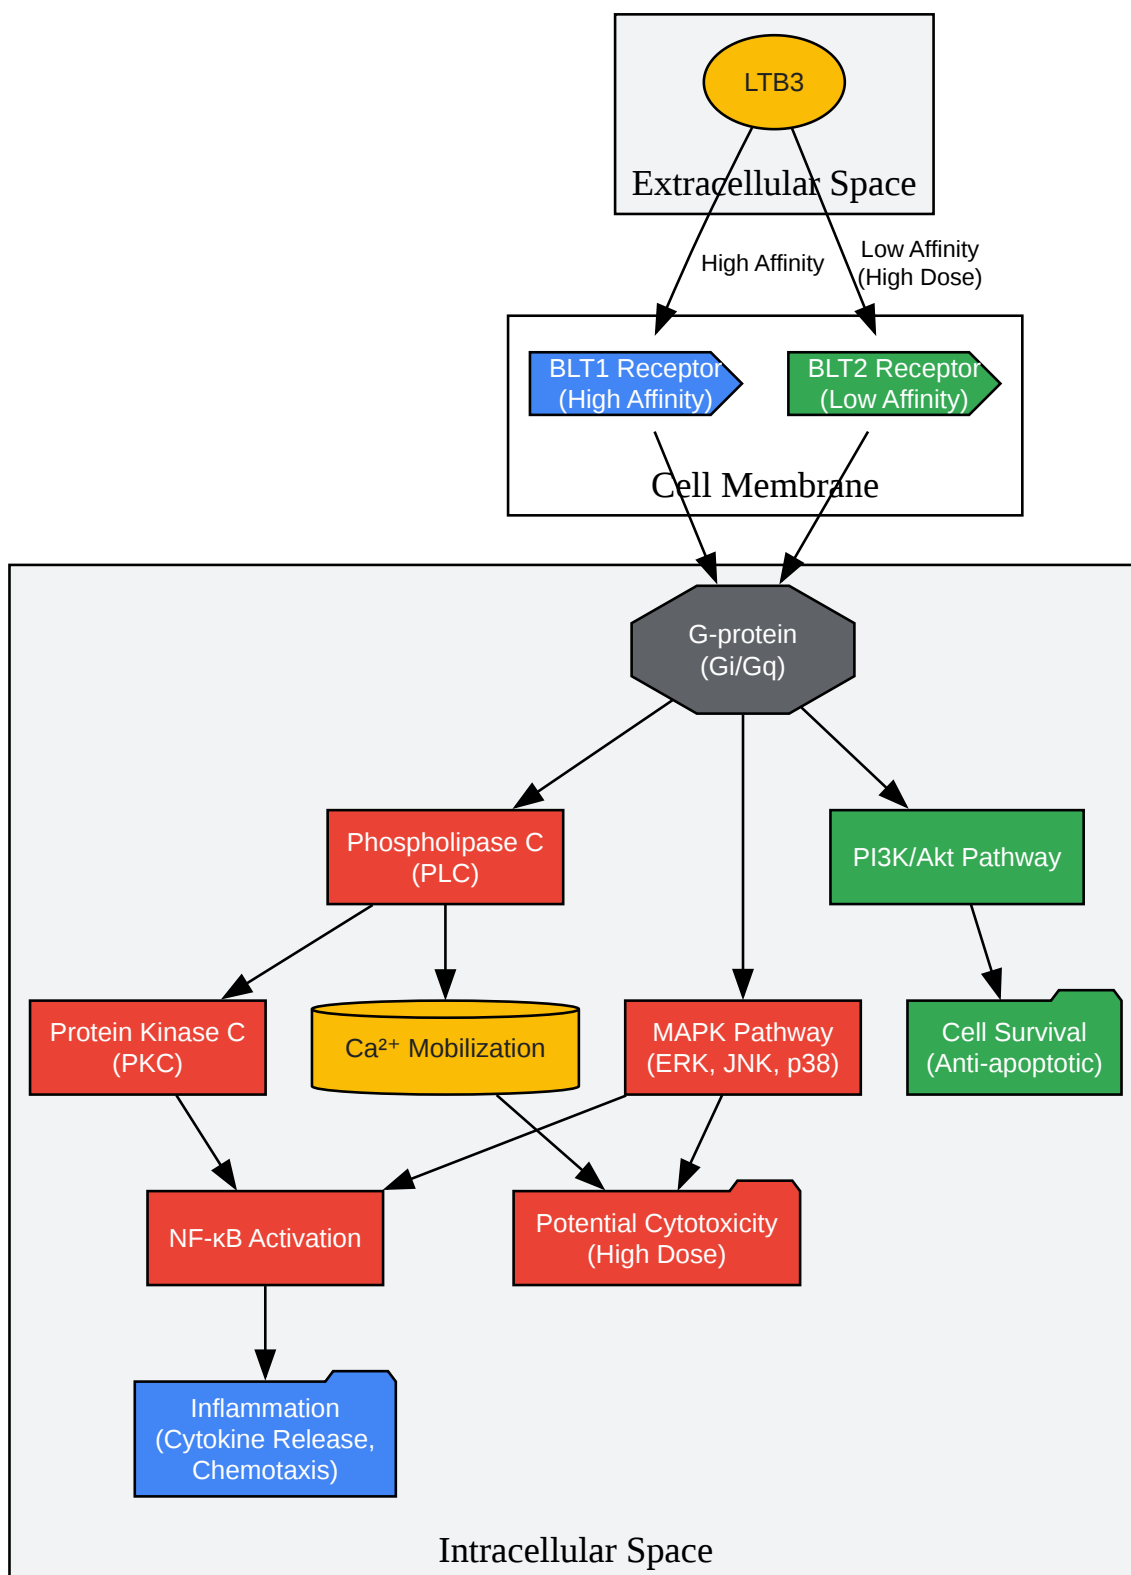 LTB3
Extracellular Space
High Affinity
Low Affinity
(High Dose)
BLT1 Receptor
(High Affinity)
BLT2 Receptor
(Low Affinity)
Cell Membrane
G-protein
(Gi/Gq)
Phospholipase C
(PLC)
PI3K/Akt Pathway
Protein Kinase C
(PKC)
Ca²⁺ Mobilization
MAPK Pathway
(ERK, JNK, p38)
Cell Survival
(Anti-apoptotic)
NF-κB Activation
Potential Cytotoxicity
(High Dose)
Inflammation
(Cytokine Release,
Chemotaxis)
Intracellular Space